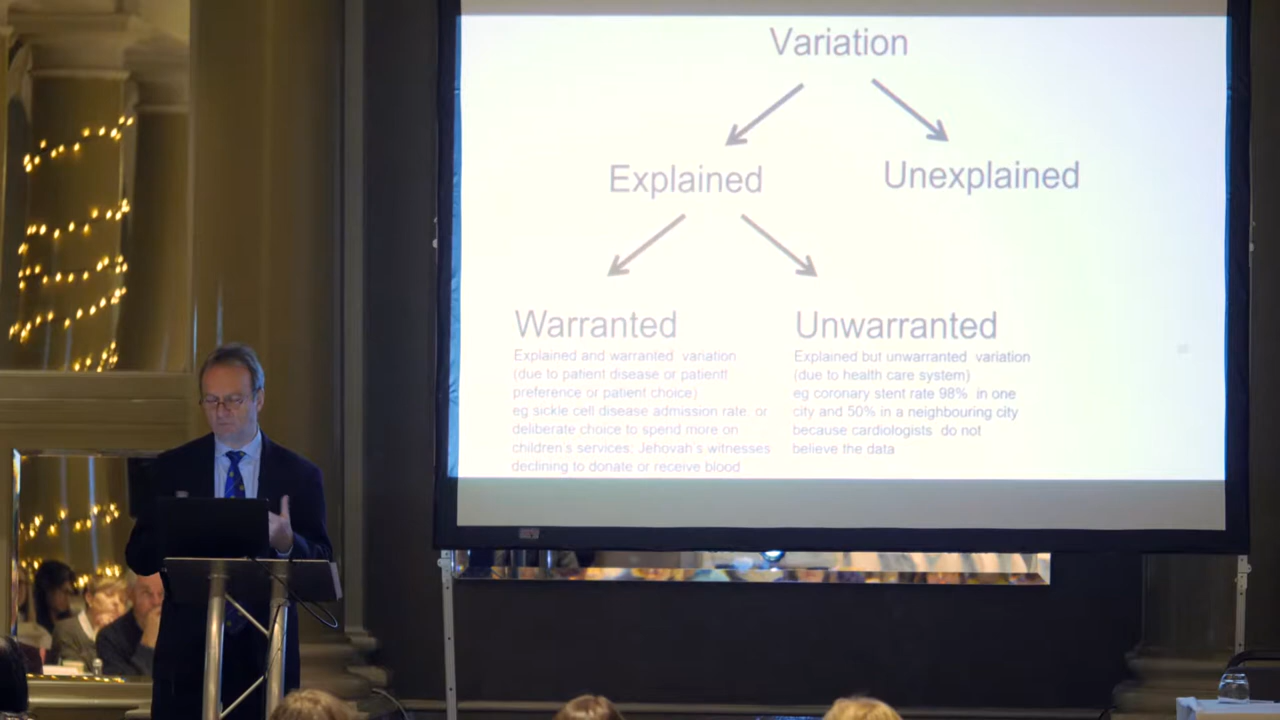 Variation
Explained
Unexplained
Warranted
Explained and warranted variation
(due to patient disease or patient
preference or patient choice)
eg sickle cell disease admission rate or
deliberate choice to spend more on
children's services; Jehovah's witnesses
declining to donate or receive blood
Unwarranted
Explained but unwarranted variation
(due to health care system)
eg coronary stent rate 98% in one
city and 50% in a neighbouring city
because cardiologists do not
believe the data